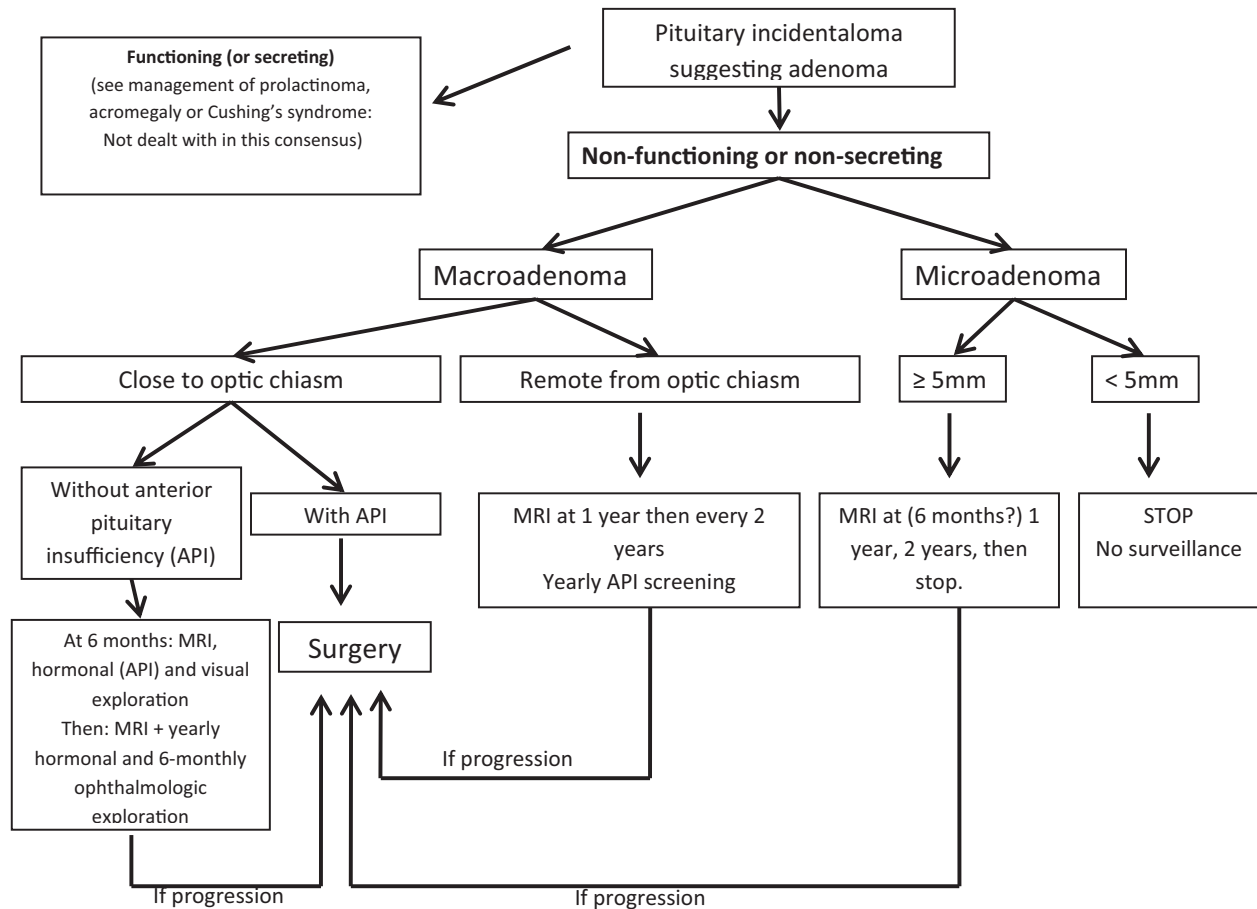 Pituitary incidentaloma
suggesting adenoma
Functioning (or secreting)
(see management of prolactinoma,
acromegaly or Cushing’s syndrome:
Not dealt with in this consensus)
Non-functioning or non-secreting
Macroadenoma
Microadenoma
Close to optic chiasm
Remote from optic chiasm
≥ 5mm
< 5mm
Without anterior
pituitary
insufficiency (API)
With API
MRI at 1 year then every 2
years
Yearly API screening
MRI at (6 months?) 1
year, 2 years, then
stop.
STOP
No surveillance
At 6 months: MRI,
hormonal (API) and visual
exploration
Then: MRI + yearly
hormonal and 6-monthly
ophthalmologic
exploration
Surgery
If progression
If progression
If progression